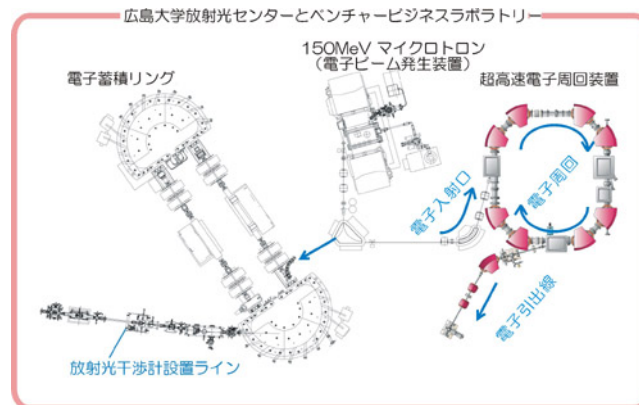 広島大学放射光センターとベンチャービジネスラボラトリー
150MeV マイクロトロン
（電子ビーム発生装置）
電子蓄積リング
超高速電子周回装置
電子入射口
電子周回
電子引出線
放射光干渉計設置ライン